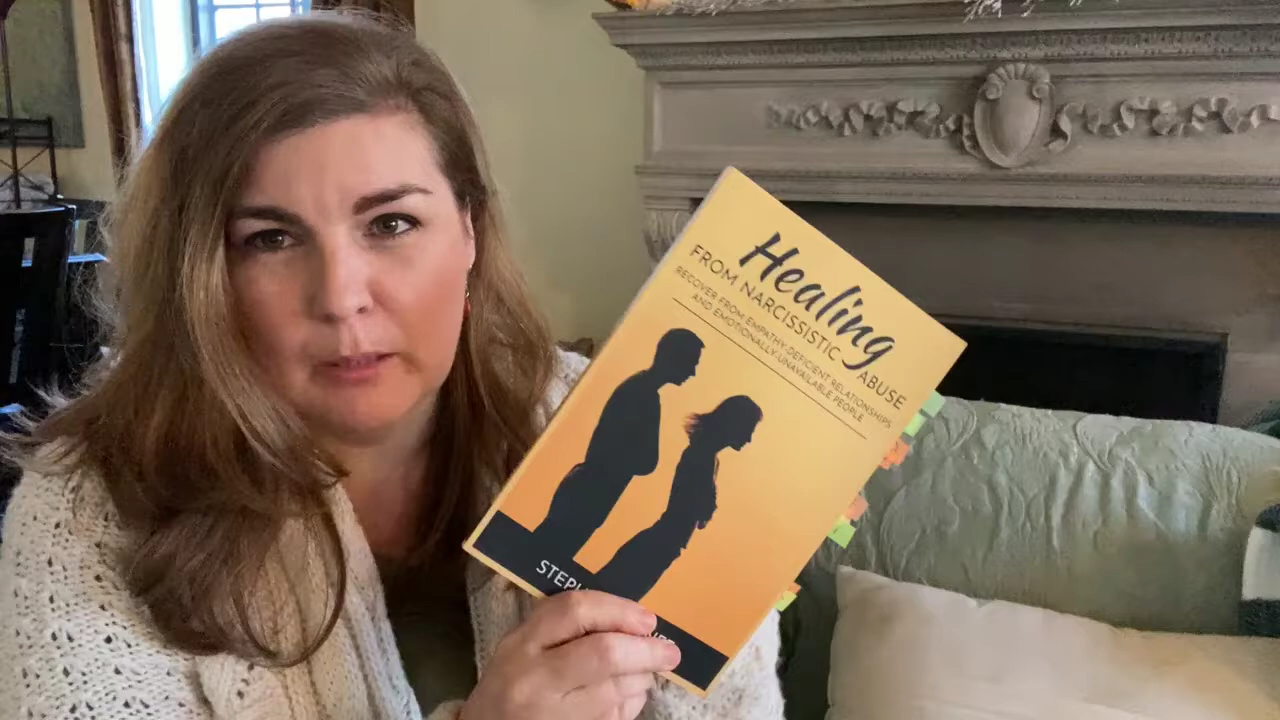 Healing
FROM NARCISSISTIC ABUSE
RECOVER FROM EMPATHY-DEFICIENT RELATIONSHIPS
AND EMOTIONALLY-UNAVAILABLE PEOPLE